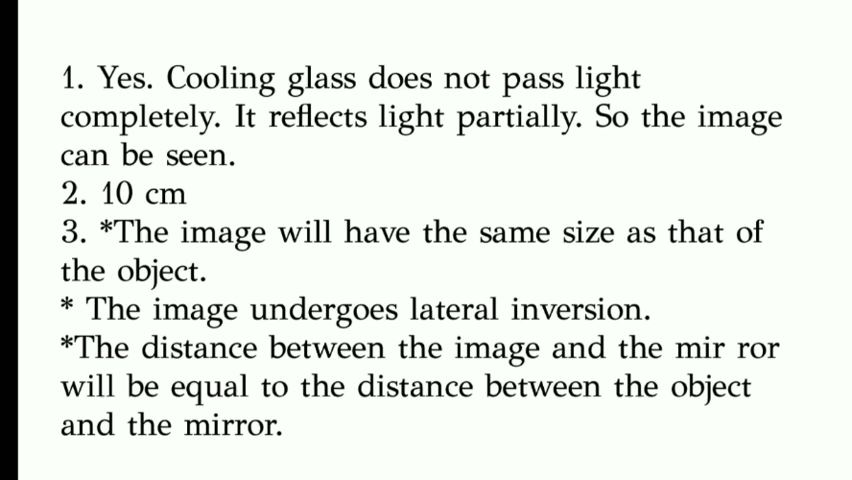 1. Yes. Cooling glass does not pass light
completely. It reflects light partially. So the image
can be seen.
2. 10 cm
3. *The image will have the same size as that of
the object.
* The image undergoes lateral inversion.
*The distance between the image and the mir ror
will be equal to the distance between the object
and the mirror.